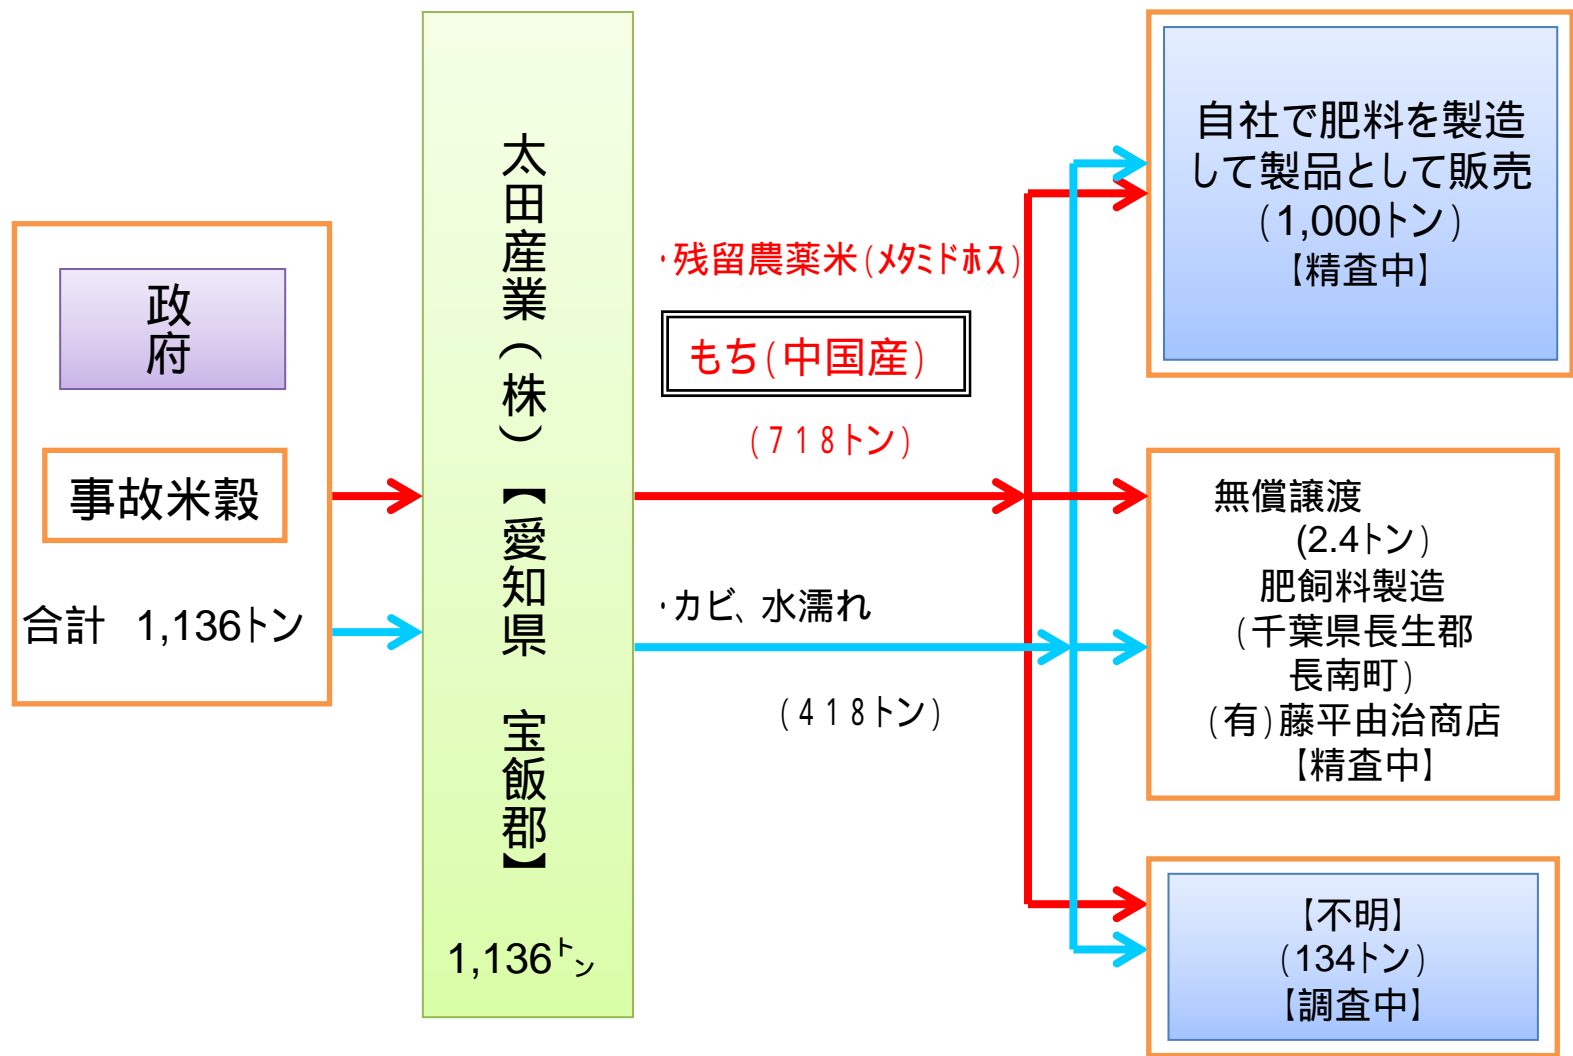 政
府
事故米穀
合計 1,136トン
太田産業(株)【愛知県 宝飯郡】
1,136トン
・残留農薬米(メタミドホス)
もち(中国産)
(718トン)
・カビ、水濡れ
(418トン)
自社で肥料を製造
して製品として販売
(1,000トン)
【精査中】
無償譲渡
(2.4トン)
肥飼料製造
(千葉県長生郡
長南町)
(有)藤平由治商店
【精査中】
【不明】
(134トン)
【調査中】